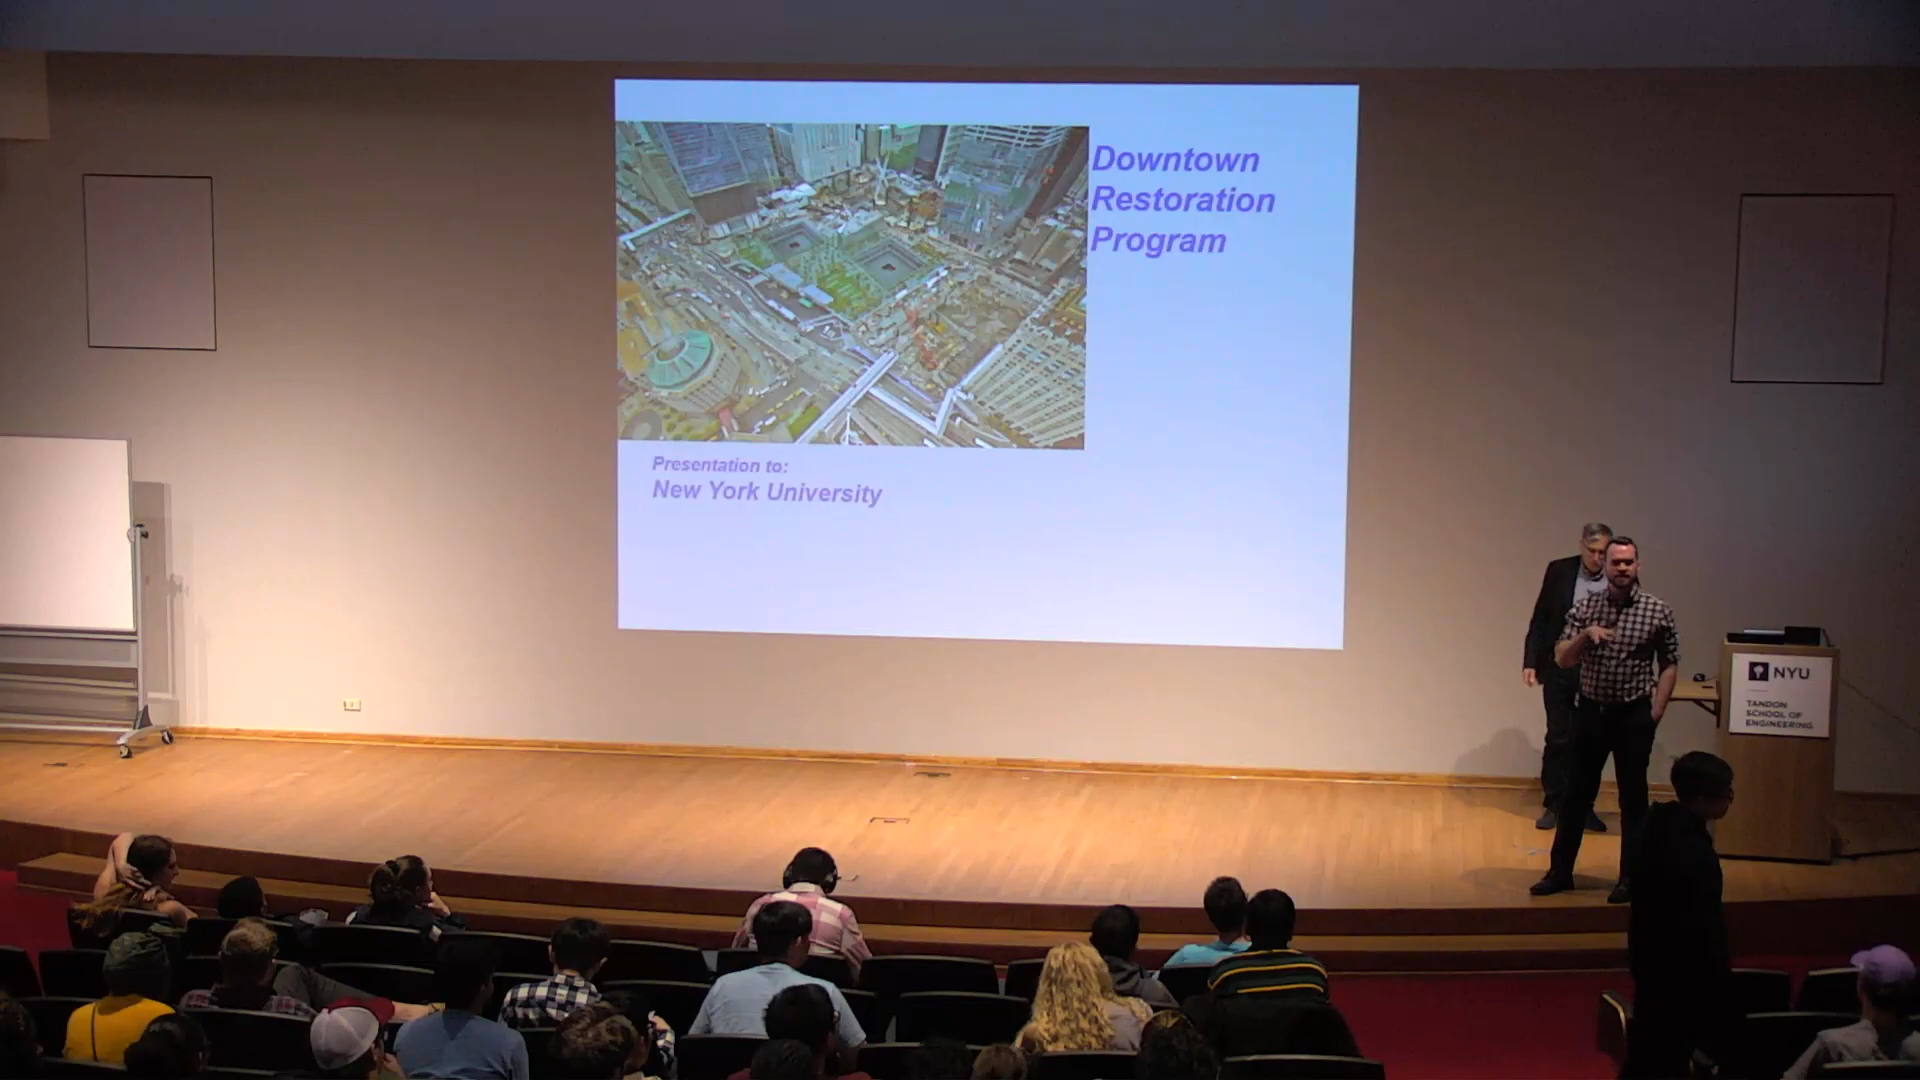 Downtown
Restoration
Program
Presentation to:
New York University
NYU
TANDON
SCHOOL OF
ENGINEERING